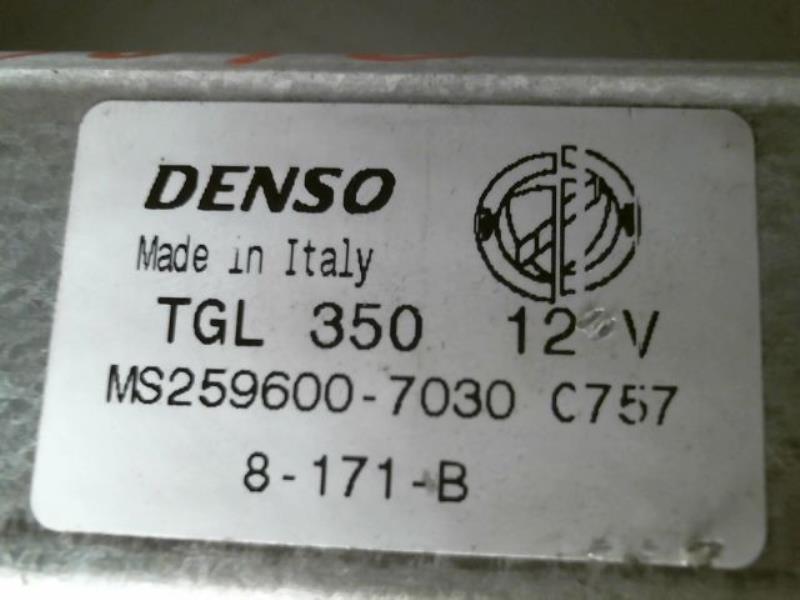 DENSO
Made in Italy
TGL 350 12 V
MS259600-7030 C757
8-171-B